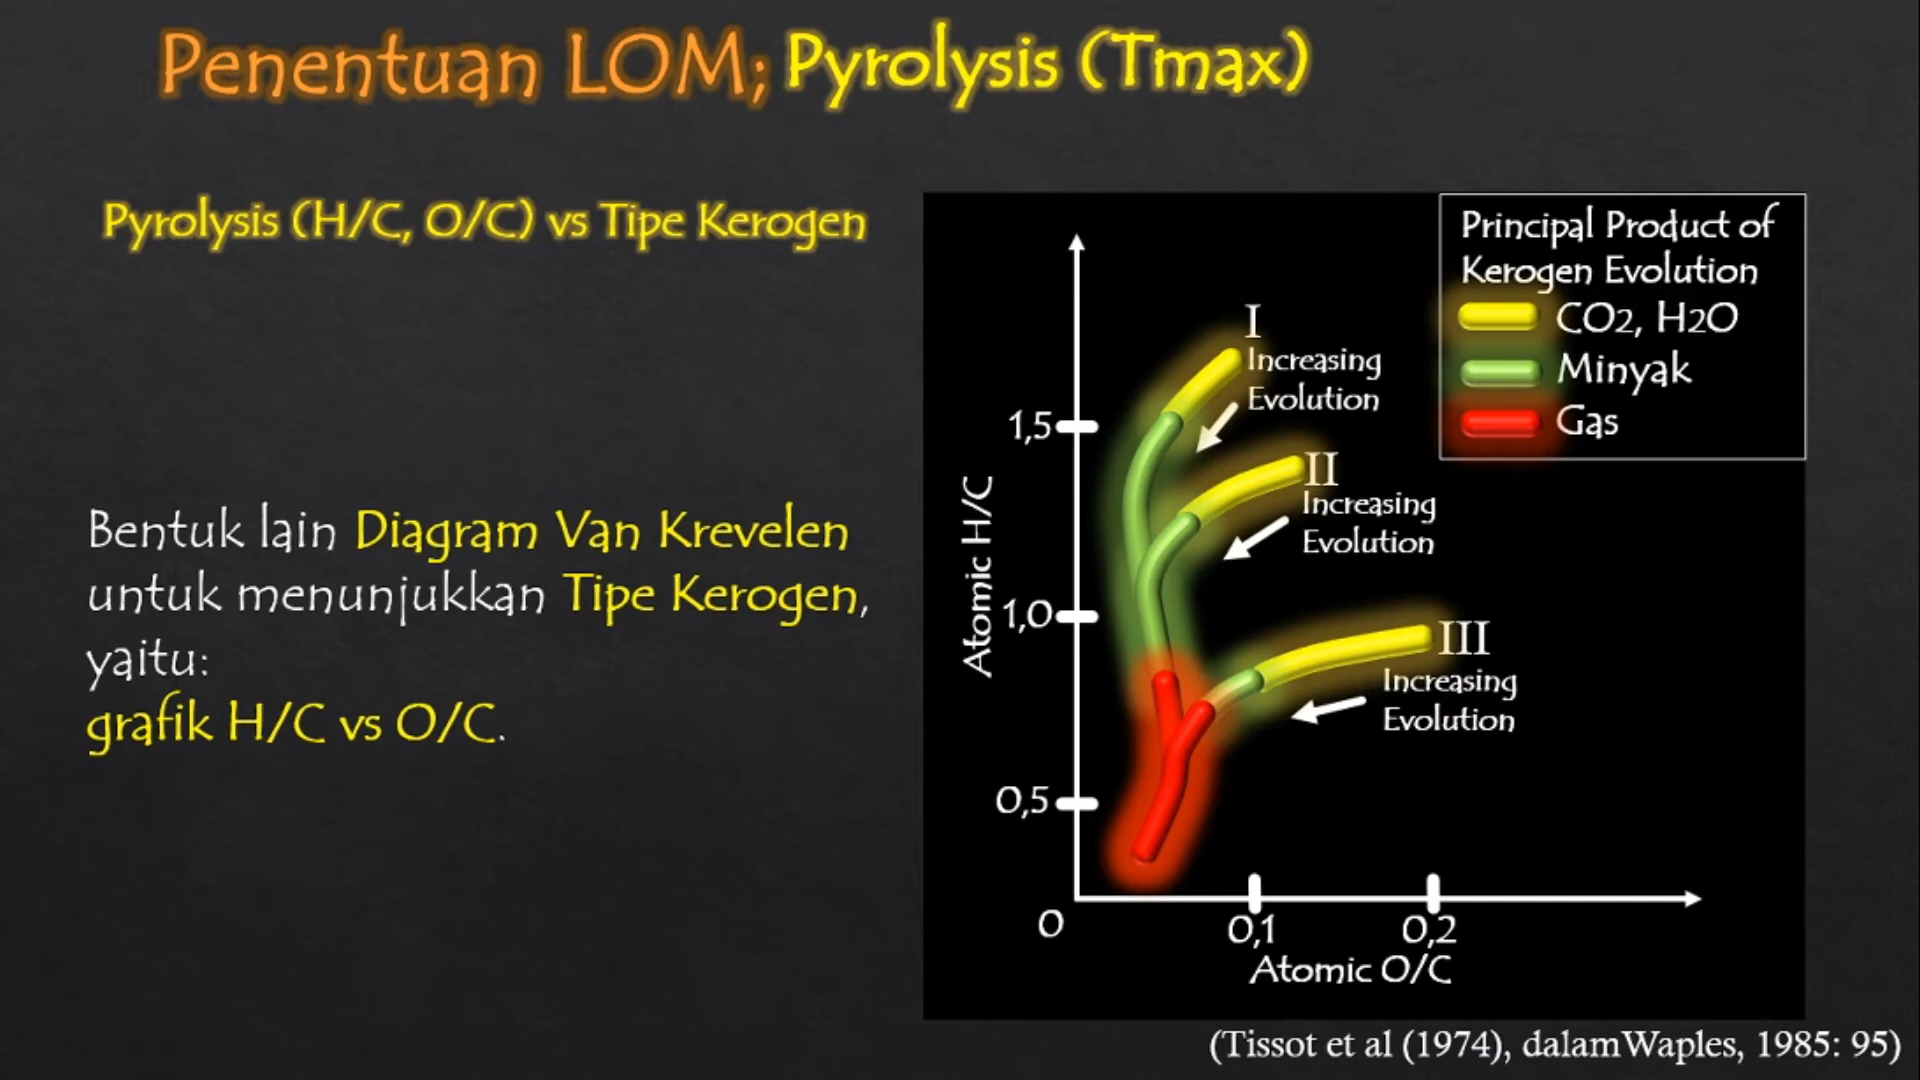 Penentuan LOM; Pyrolysis (Tmax)
Pyrolysis (H/C, O/C) vs Tipe Kerogen
Bentuk lain Diagram Van Krevelen
untuk menunjukkan Tipe Kerogen,
yaitu:
grafik H/C vs O/C.
Principal Product of
Kerogen Evolution
CO2, H2O
Minyak
Gas
I
Increasing
Evolution
1,5
II
Increasing
Evolution
Atomic H/C
1,0
III
Increasing
Evolution
0,5
0
0,1
0,2
Atomic O/C
(Tissot et al (1974), dalamWaples, 1985: 95)